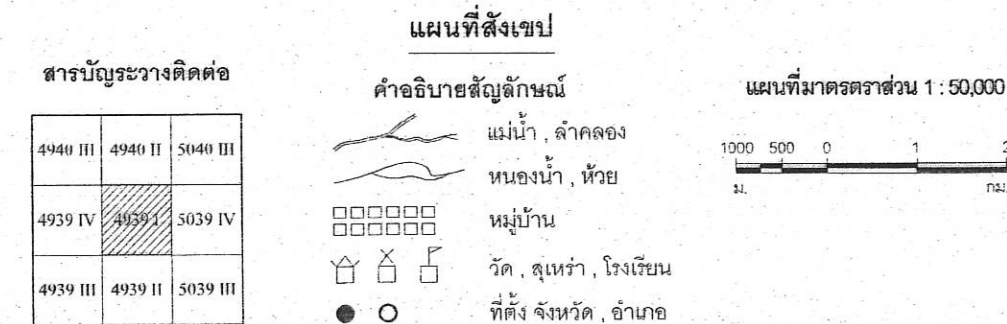 แผนที่สังเขป
สารบัญระวางติดต่อ
4940 III 4940 II 5040 III
4939 IV 4939 I 5039 IV
4939 III 4939 II 5039 III
คำอธิบายสัญลักษณ์
แม่น้ำ , ลำคลอง
หนองน้ำ , ห้วย
หมู่บ้าน
วัด , สุเหร่า , โรงเรียน
ที่ตั้ง จังหวัด , อำเภอ
แผนที่มาตรตราส่วน 1 : 50,000
1000 500 0 1 2
ม. กม.